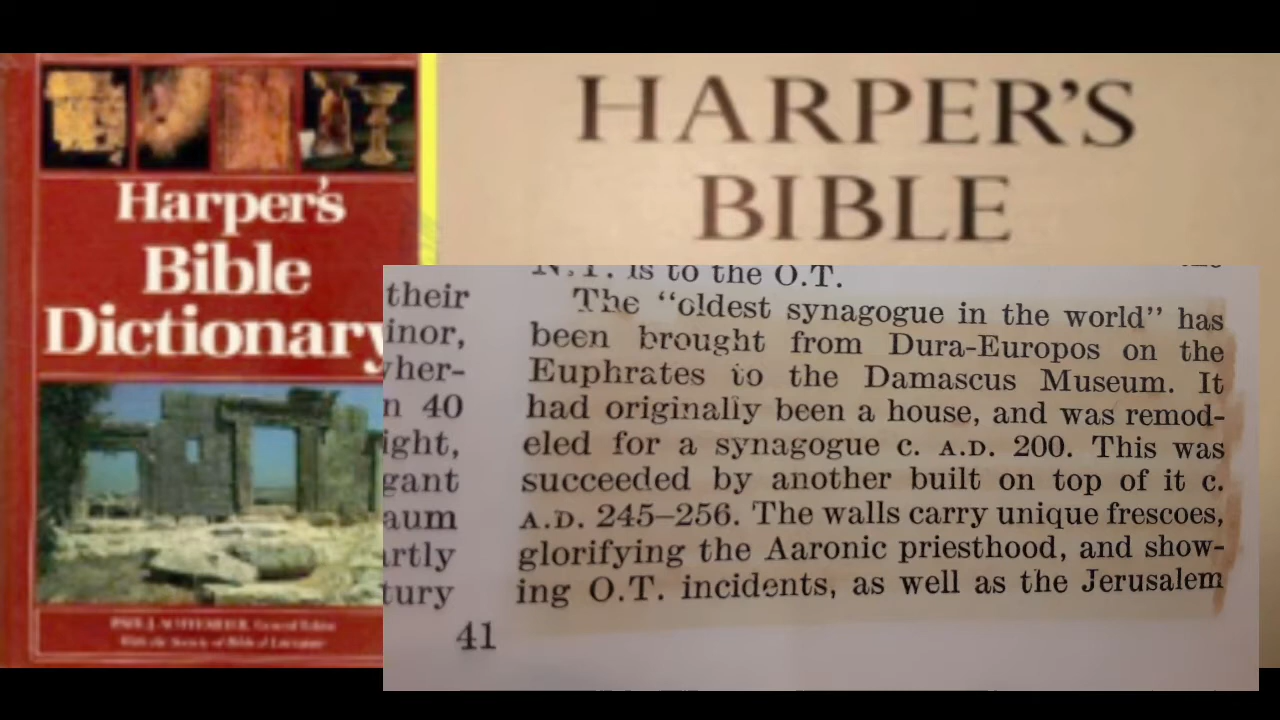 Harper's
Bible
Dictionary
HARPER'S
BIBLE
their
inor,
her-
n 40
ight,
gant
aum
rtly
tury
41
N.T. is to the O.T.
The "oldest synagogue in the world" has
been brought from Dura-Europos on the
Euphrates to the Damascus Museum. It
had originally been a house, and was remod-
eled for a synagogue c. A.D. 200. This was
succeeded by another built on top of it c.
A.D. 245–256. The walls carry unique frescoes,
glorifying the Aaronic priesthood, and show-
ing O.T. incidents, as well as the Jerusalem